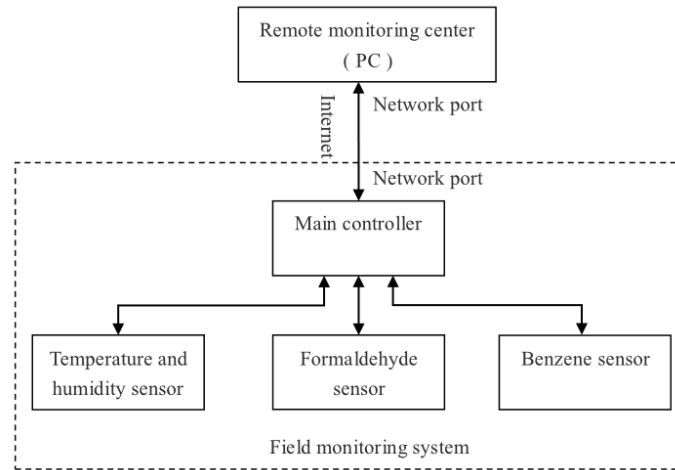 Remote monitoring center
( PC )
Internet
Network port
Network port
Main controller
Temperature and
humidity sensor
Formaldehyde
sensor
Benzene sensor
Field monitoring system